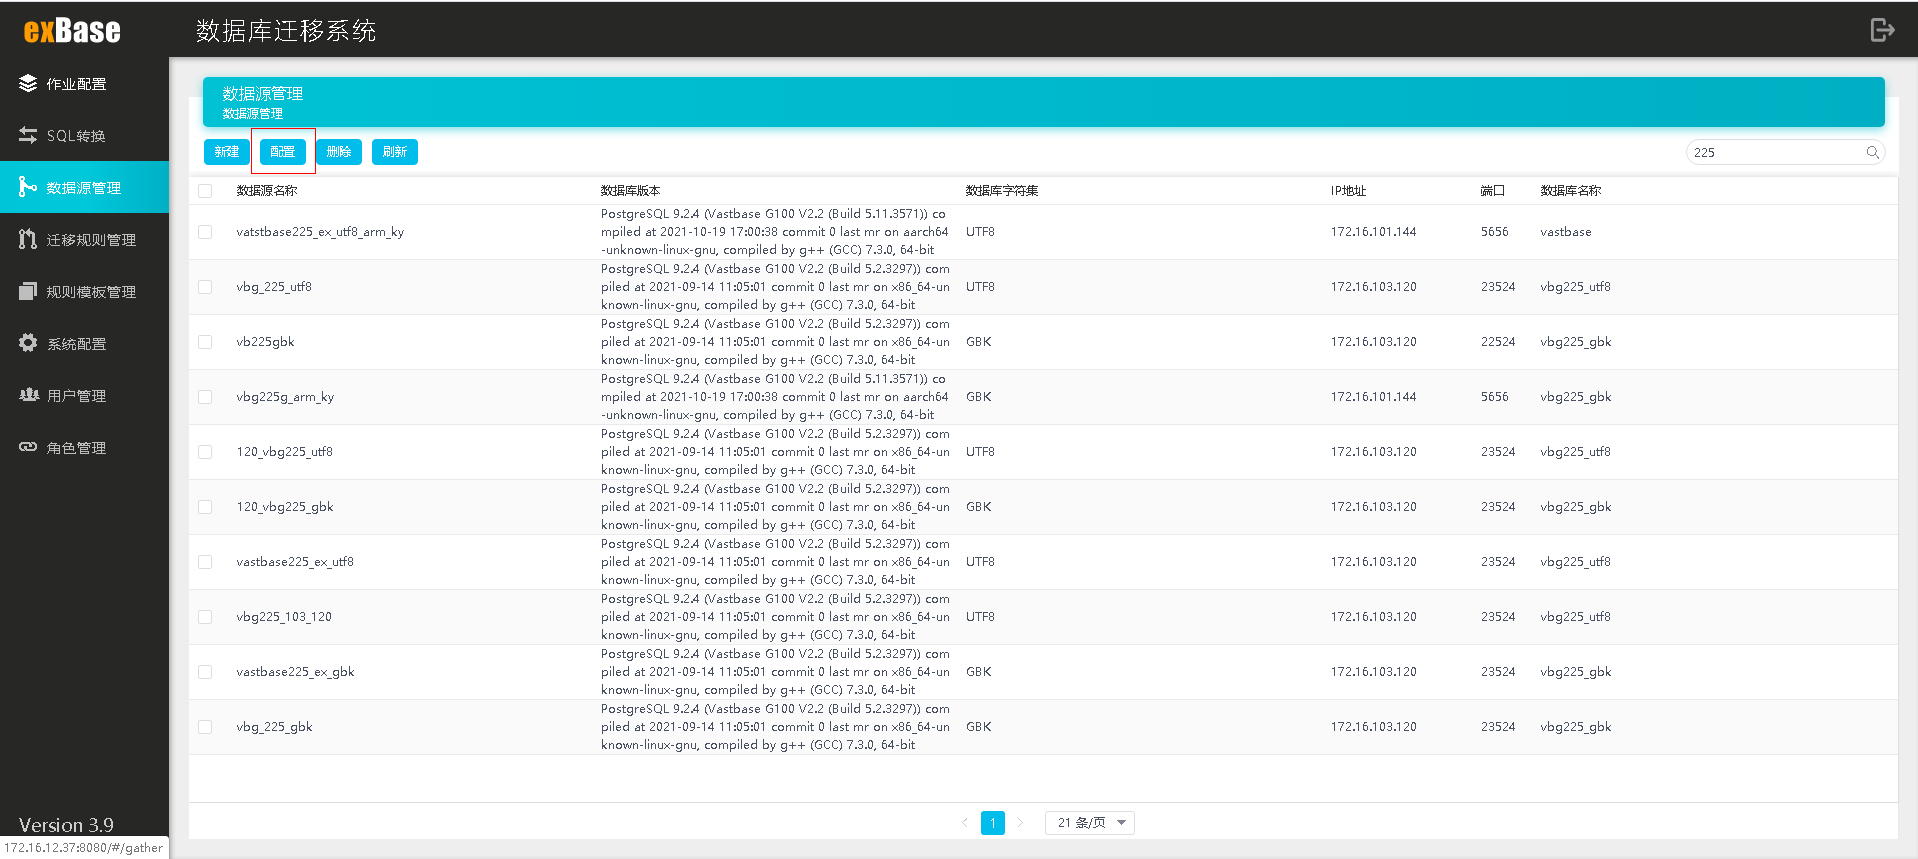 exBase
数据库迁移系统
作业配置
SQL转换
数据源管理
迁移规则管理
规则模板管理
系统配置
用户管理
角色管理
Version 3.9
172.16.12.37:8080/#/gather
数据源管理
数据源管理
新建 配置 删除 刷新
225
数据源名称 数据库版本 数据库字符集 IP地址 端口 数据库名称
PostgreSQL 9.2.4 (Vastbase G100 V2.2 (Build 5.11.3571)) co
vatstbase225_ex_utf8_arm_ky mpiled at 2021-10-19 17:00:38 commit 0 last mr on aarch64 UTF8 172.16.101.144 5656 vastbase
-unknown-linux-gnu, compiled by g++ (GCC) 7.3.0, 64-bit
PostgreSQL 9.2.4 (Vastbase G100 V2.2 (Build 5.2.3297)) com
vbg_225_utf8 piled at 2021-09-14 11:05:01 commit 0 last mr on x86_64-un UTF8 172.16.103.120 23524 vbg225_utf8
known-linux-gnu, compiled by g++ (GCC) 7.3.0, 64-bit
PostgreSQL 9.2.4 (Vastbase G100 V2.2 (Build 5.2.3297)) com
vb225gbk piled at 2021-09-14 11:05:01 commit 0 last mr on x86_64-un GBK 172.16.103.120 22524 vbg225_gbk
known-linux-gnu, compiled by g++ (GCC) 7.3.0, 64-bit
PostgreSQL 9.2.4 (Vastbase G100 V2.2 (Build 5.11.3571)) co
vbg225g_arm_ky mpiled at 2021-10-19 17:00:38 commit 0 last mr on aarch64 GBK 172.16.101.144 5656 vbg225_gbk
-unknown-linux-gnu, compiled by g++ (GCC) 7.3.0, 64-bit
PostgreSQL 9.2.4 (Vastbase G100 V2.2 (Build 5.2.3297)) com
120_vbg225_utf8 piled at 2021-09-14 11:05:01 commit 0 last mr on x86_64-un UTF8 172.16.103.120 23524 vbg225_utf8
known-linux-gnu, compiled by g++ (GCC) 7.3.0, 64-bit
PostgreSQL 9.2.4 (Vastbase G100 V2.2 (Build 5.2.3297)) com
120_vbg225_gbk piled at 2021-09-14 11:05:01 commit 0 last mr on x86_64-un GBK 172.16.103.120 23524 vbg225_gbk
known-linux-gnu, compiled by g++ (GCC) 7.3.0, 64-bit
PostgreSQL 9.2.4 (Vastbase G100 V2.2 (Build 5.2.3297)) com
vastbase225_ex_utf8 piled at 2021-09-14 11:05:01 commit 0 last mr on x86_64-un UTF8 172.16.103.120 23524 vbg225_utf8
known-linux-gnu, compiled by g++ (GCC) 7.3.0, 64-bit
PostgreSQL 9.2.4 (Vastbase G100 V2.2 (Build 5.2.3297)) com
vbg225_103_120 piled at 2021-09-14 11:05:01 commit 0 last mr on x86_64-un UTF8 172.16.103.120 23524 vbg225_utf8
known-linux-gnu, compiled by g++ (GCC) 7.3.0, 64-bit
PostgreSQL 9.2.4 (Vastbase G100 V2.2 (Build 5.2.3297)) com
vastbase225_ex_gbk piled at 2021-09-14 11:05:01 commit 0 last mr on x86_64-un GBK 172.16.103.120 23524 vbg225_gbk
known-linux-gnu, compiled by g++ (GCC) 7.3.0, 64-bit
PostgreSQL 9.2.4 (Vastbase G100 V2.2 (Build 5.2.3297)) com
vbg_225_gbk piled at 2021-09-14 11:05:01 commit 0 last mr on x86_64-un GBK 172.16.103.120 23524 vbg225_gbk
known-linux-gnu, compiled by g++ (GCC) 7.3.0, 64-bit
1 21 条/页